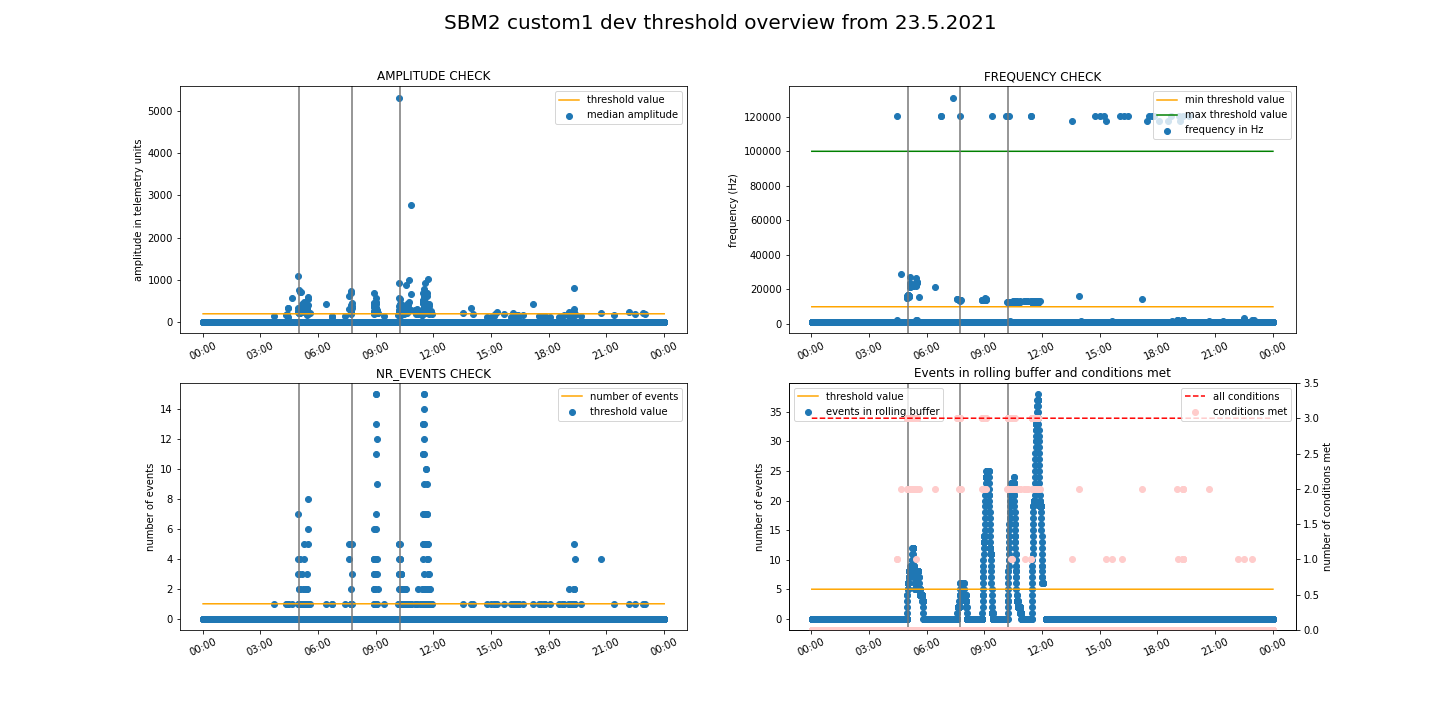 SBM2 custom1 dev threshold overview from 23.5.2021
AMPLITUDE CHECK
amplitude in telemetry units
5000
4000
3000
2000
1000
0
threshold value
median amplitude
00:00 03:00 06:00 09:00 12:00 15:00 18:00 21:00 00:00
FREQUENCY CHECK
frequency (Hz)
120000
100000
80000
60000
40000
20000
0
min threshold value
max threshold value
frequency in Hz
00:00 03:00 06:00 09:00 12:00 15:00 18:00 21:00 00:00
NR_EVENTS CHECK
number of events
14
12
10
8
6
4
2
0
number of events
threshold value
00:00 03:00 06:00 09:00 12:00 15:00 18:00 21:00 00:00
Events in rolling buffer and conditions met
number of events
35
30
25
20
15
10
5
0
threshold value
events in rolling buffer
all conditions
conditions met
3.5
3.0
2.5
2.0
1.5
1.0
0.5
0.0
number of conditions met
00:00 03:00 06:00 09:00 12:00 15:00 18:00 21:00 00:00